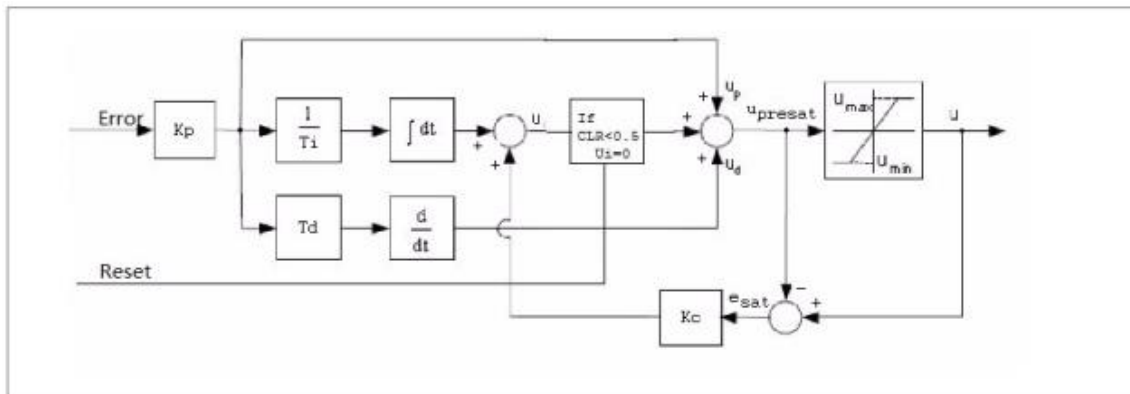 Error
Kp
1
Ti
∫dt
+
+
u
If
CLR<0.5
Ui=0
+
+
+
up
ud
upresat
Umax
Umin
u
Td
d
dt
Reset
Kc
esat
-
+